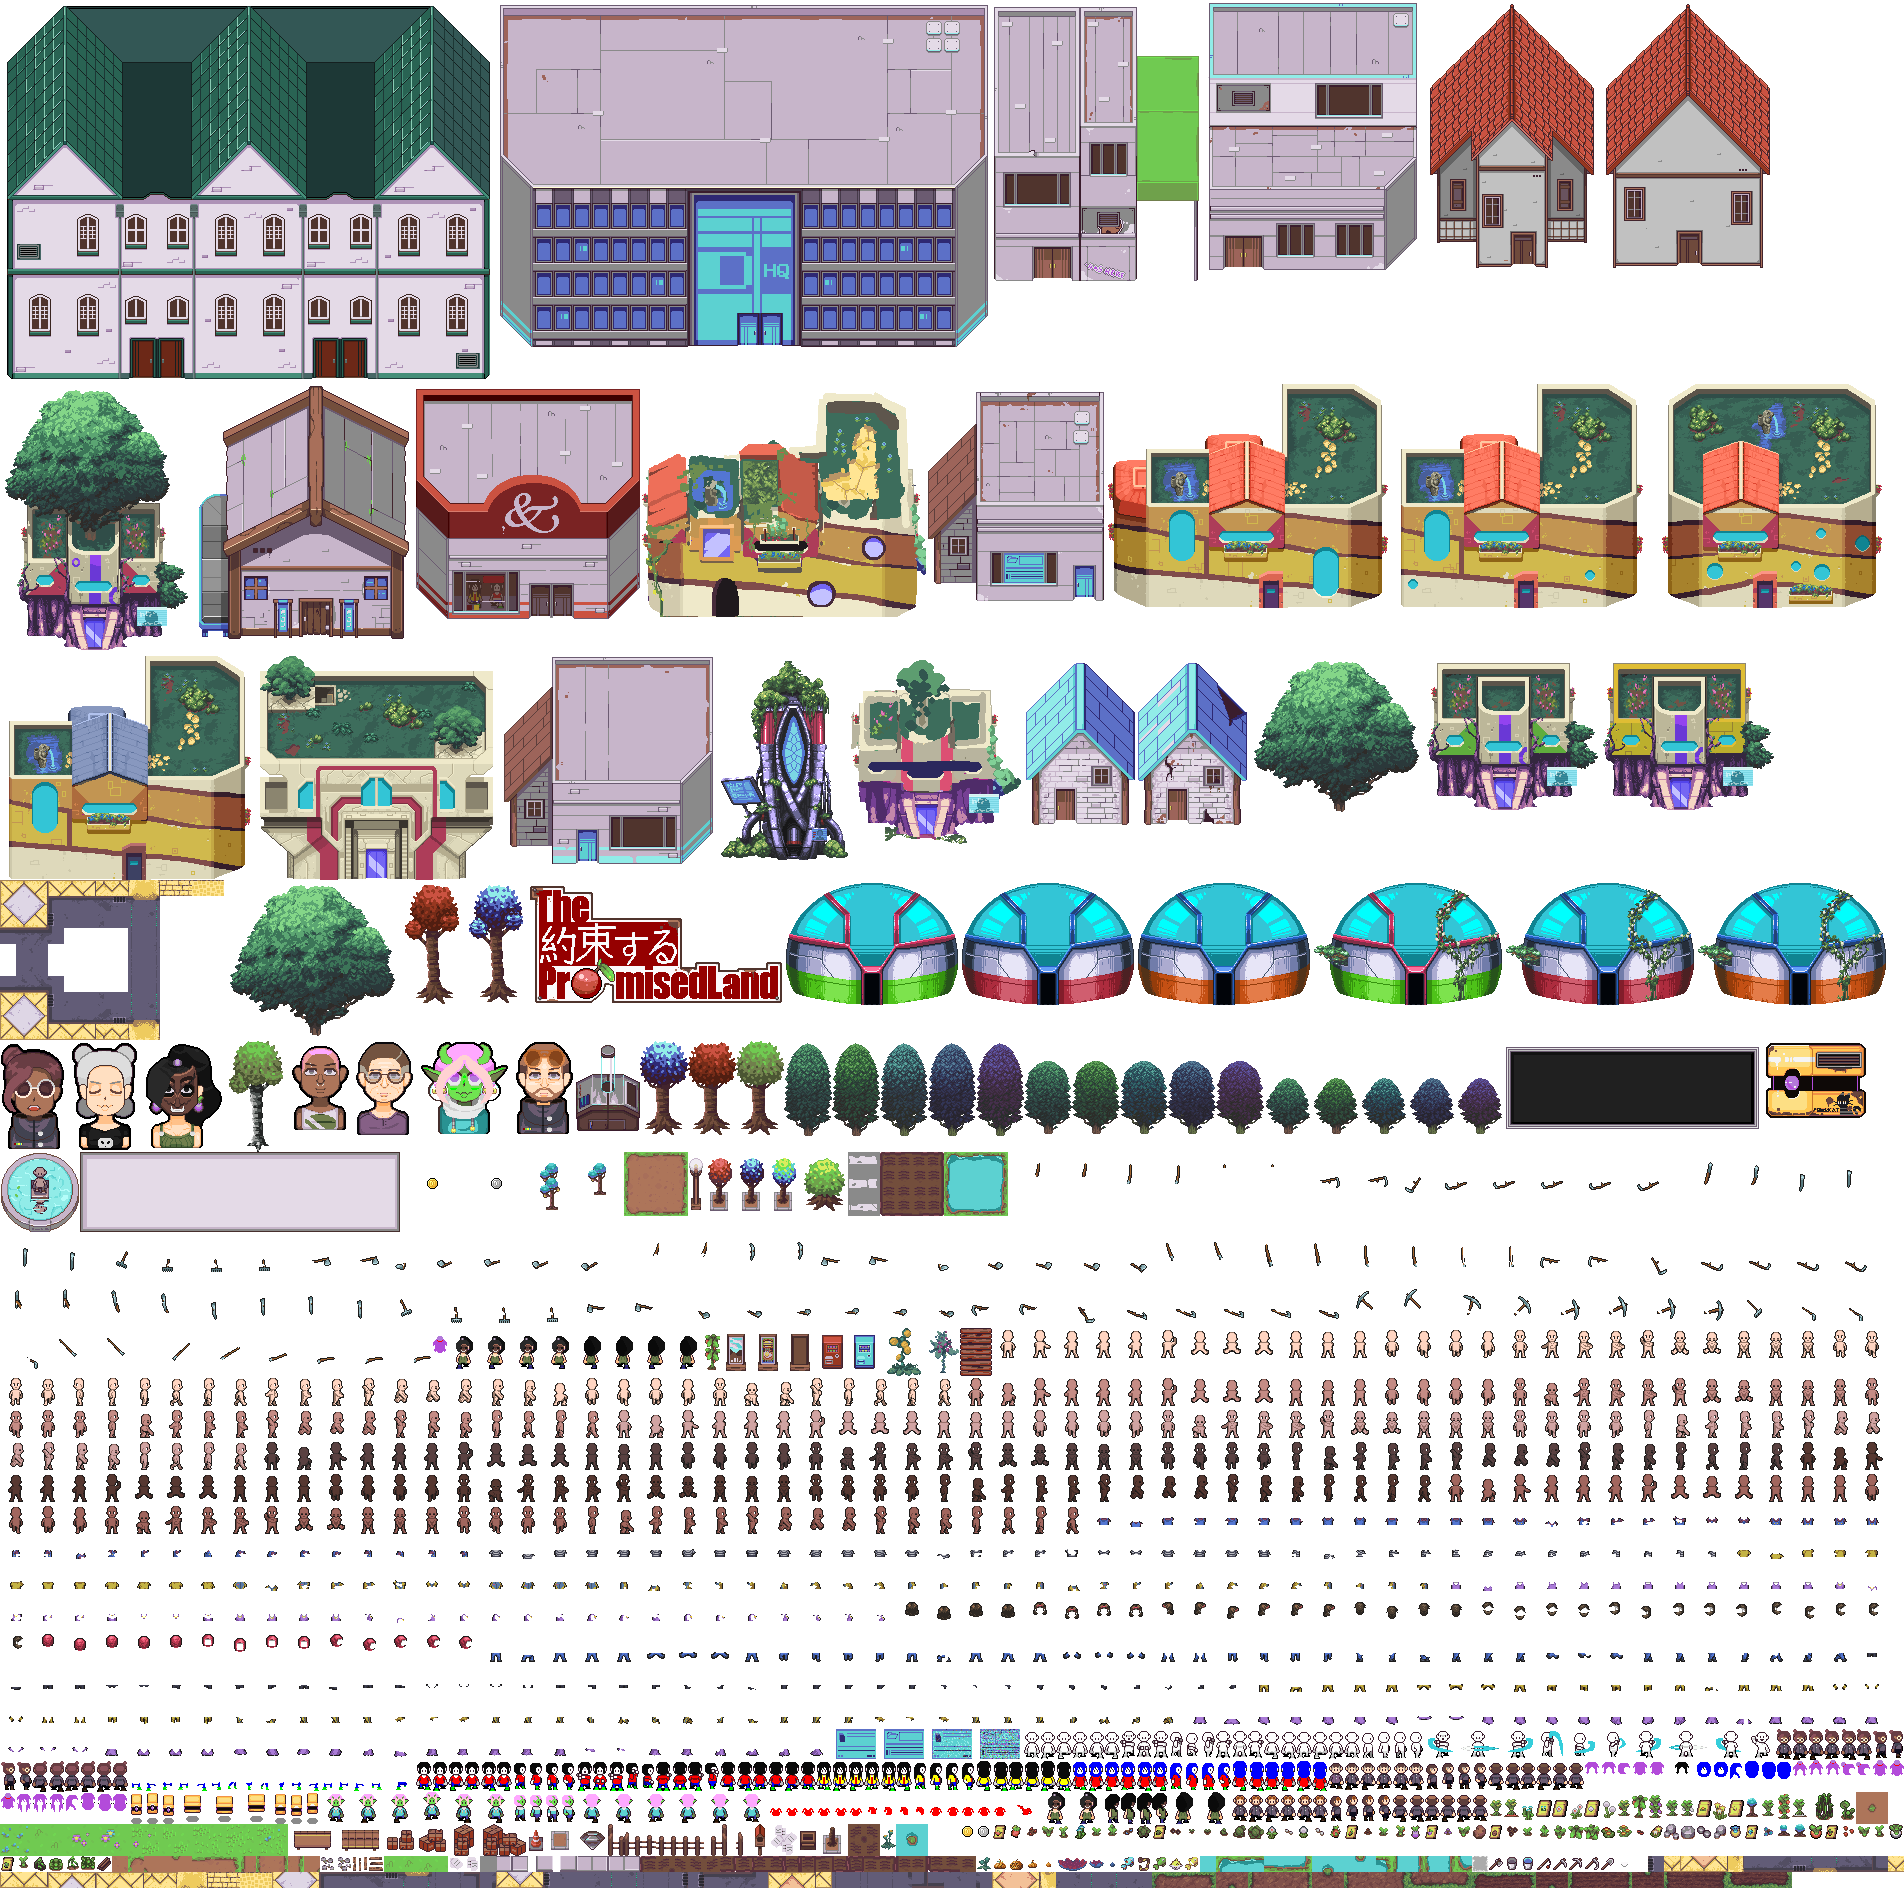 HQ
&
The
約束する
PromisedLand